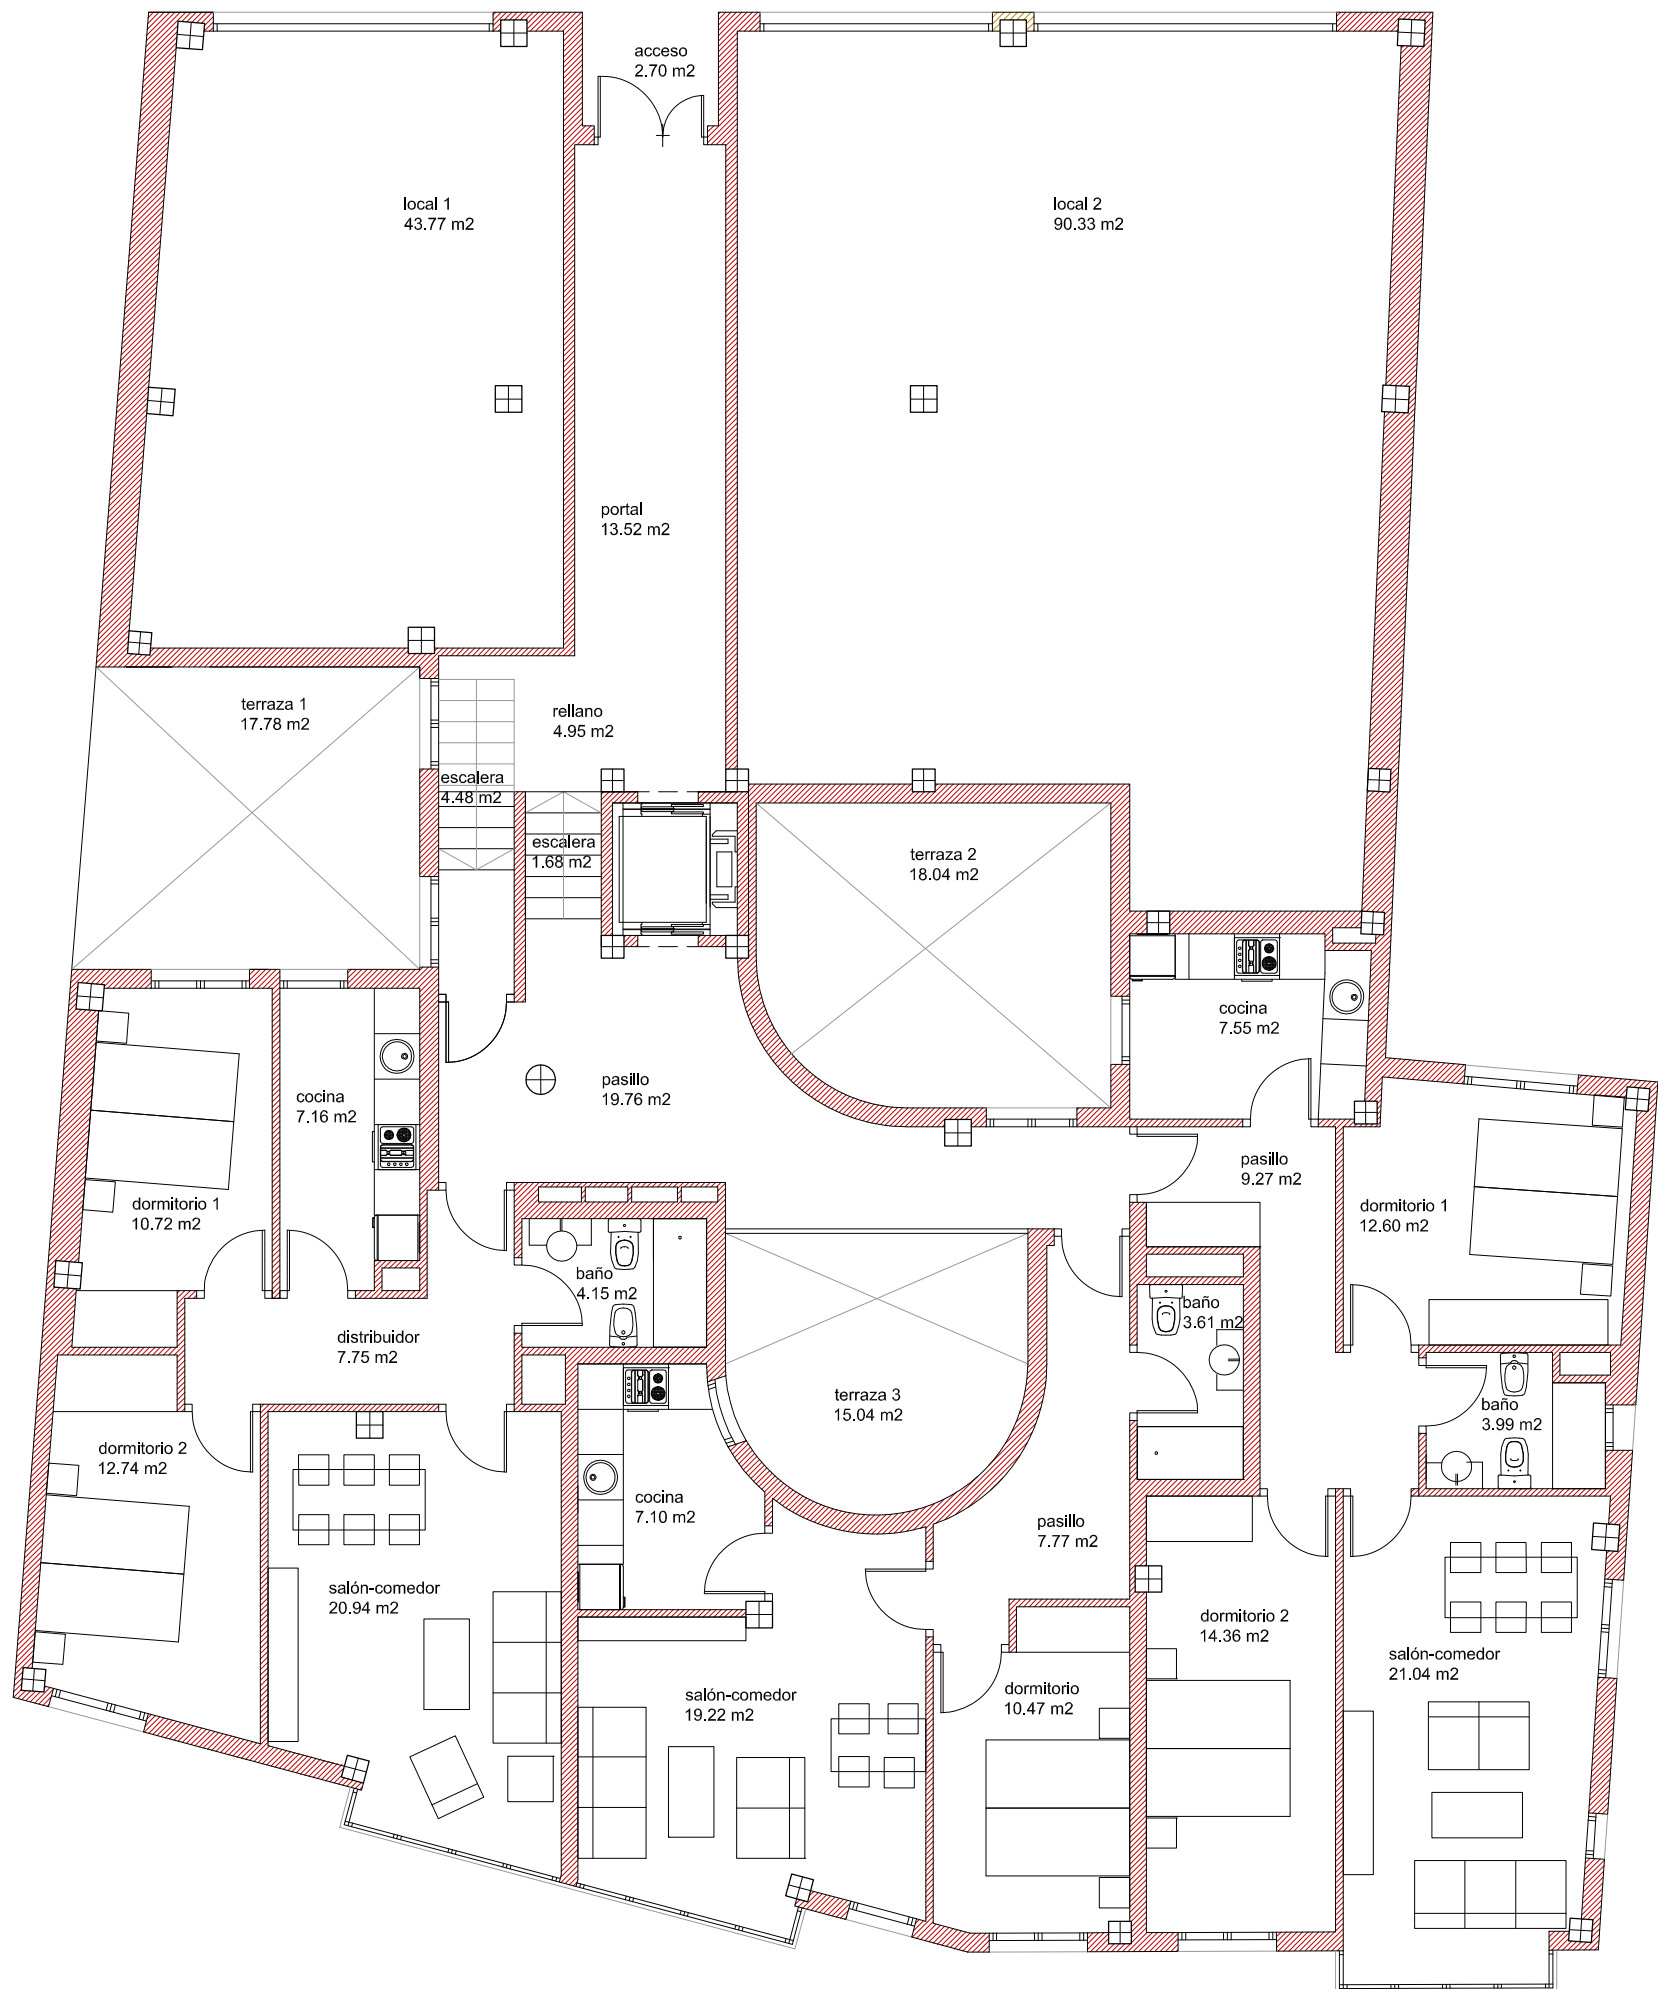 acceso
2.70 m2
local 1
43.77 m2
local 2
90.33 m2
portal
13.52 m2
terraza 1
17.78 m2
rellano
4.95 m2
escalera
4.48 m2
escalera
1.68 m2
terraza 2
18.04 m2
cocina
7.55 m2
pasillo
19.76 m2
cocina
7.16 m2
pasillo
9.27 m2
dormitorio 1
10.72 m2
dormitorio 1
12.60 m2
baño
4.15 m2
baño
3.61 m2
distribuidor
7.75 m2
terraza 3
15.04 m2
baño
3.99 m2
dormitorio 2
12.74 m2
cocina
7.10 m2
pasillo
7.77 m2
salón-comedor
20.94 m2
dormitorio 2
14.36 m2
salón-comedor
21.04 m2
salón-comedor
19.22 m2
dormitorio
10.47 m2